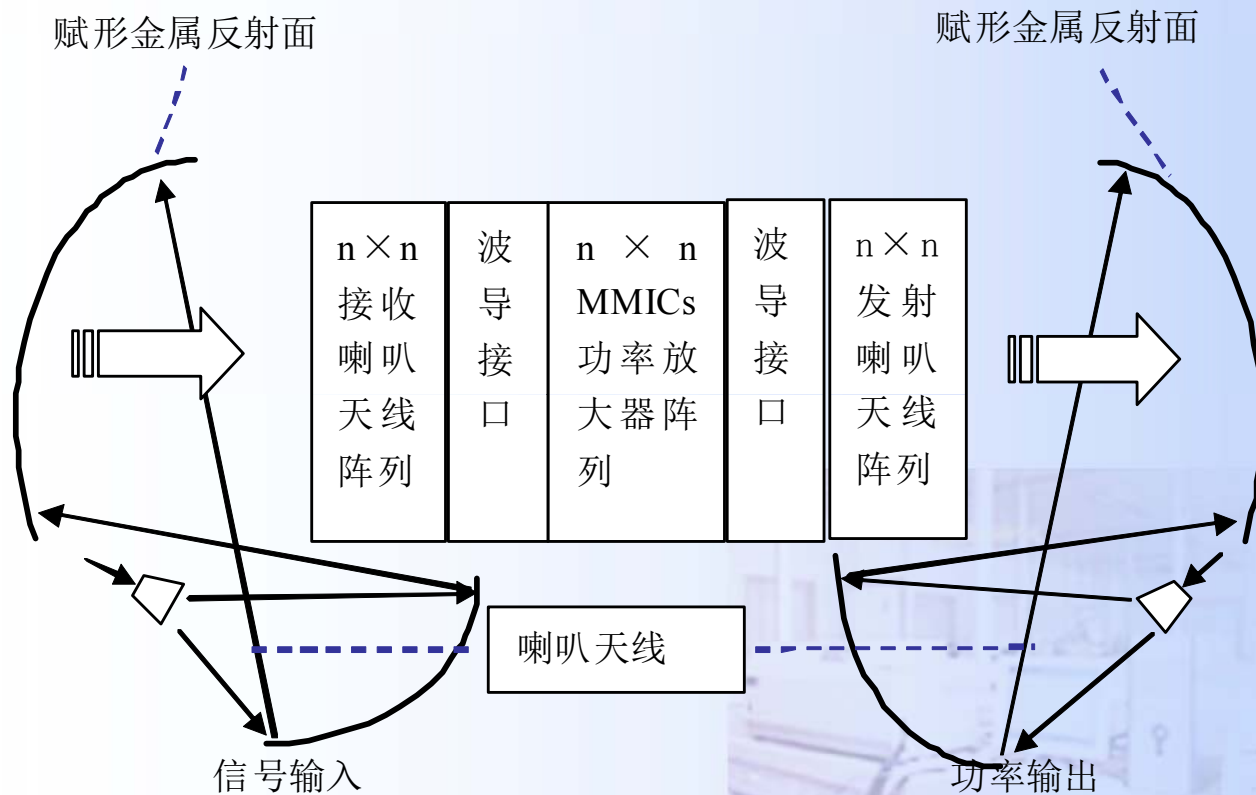 赋形金属反射面
赋形金属反射面
n×n
接收
喇叭
天线
阵列
波
导
接
口
n × n
MMICs
功率放
大器阵
列
波
导
接
口
n×n
发射
喇叭
天线
阵列
喇叭天线
信号输入
功率输出